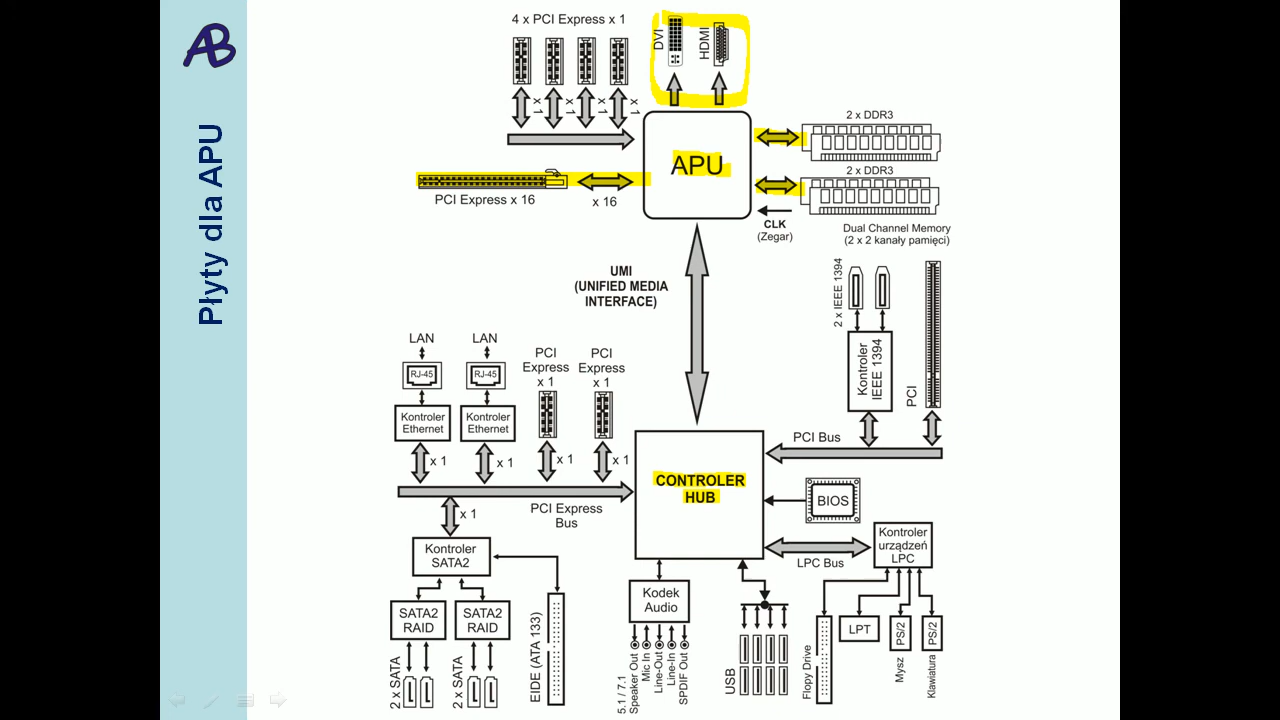 AB
Płyty dla APU
4 x PCI Express x 1
DVI
HDMI
x 1
x 1
x 1
x 1
APU
2 x DDR3
2 x DDR3
PCI Express x 16
x 16
CLK
(Zegar)
Dual Channel Memory
(2 x 2 kanały pamięci)
UMI
(UNIFIED MEDIA
INTERFACE)
2 x IEEE 1394
Kontroler
IEEE 1394
PCI
PCI Bus
LAN
LAN
RJ-45
RJ-45
Kontroler
Ethernet
Kontroler
Ethernet
PCI
Express
x 1
PCI
Express
x 1
x 1
x 1
x 1
x 1
PCI Express
Bus
CONTROLER
HUB
BIOS
x 1
Kontroler
SATA2
SATA2
RAID
SATA2
RAID
2 x SATA
2 x SATA
EIDE (ATA 133)
Kodek
Audio
5.1 / 7.1
Speaker Out
Mic In
Line-Out
Line-In
SPDIF Out
USB
LPC Bus
Kontroler
urządzeń
LPC
Flopy Drive
LPT
PS/2
PS/2
Mysz
Klawiatura